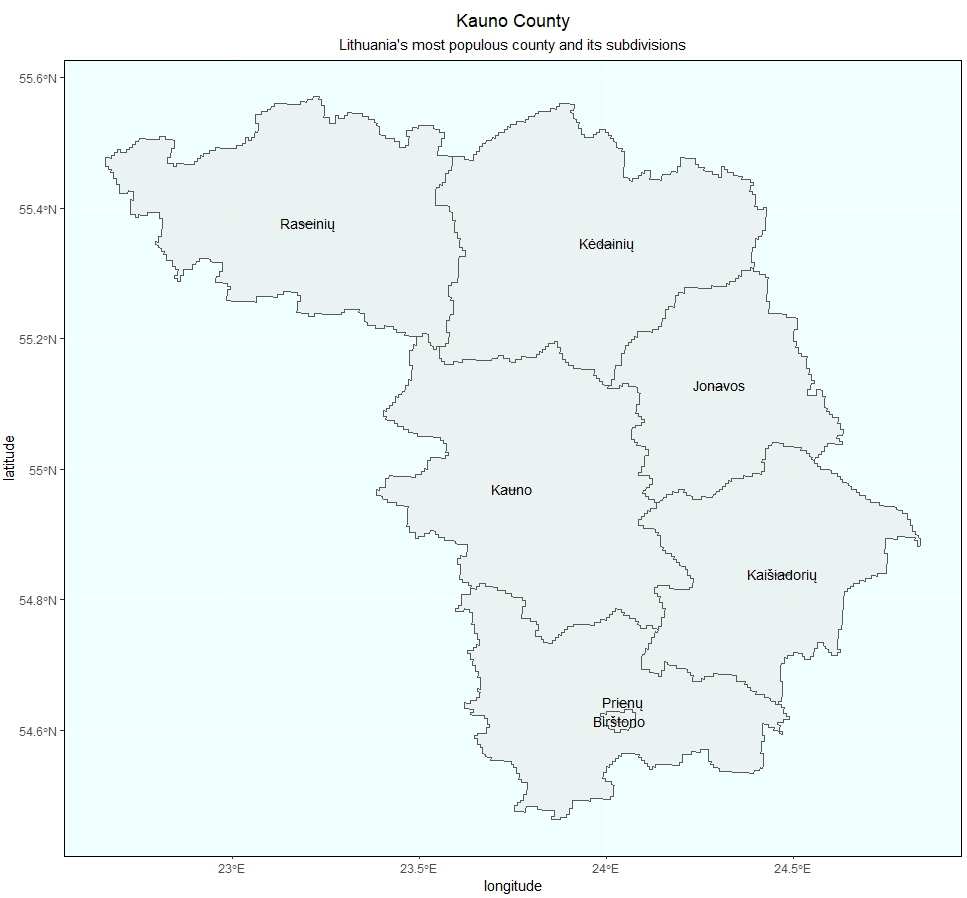 Kauno County
Lithuania's most populous county and its subdivisions
55.6°N
55.4°N
55.2°N
55°N
54.8°N
54.6°N
latitude
Raseinių
Kėdainių
Jonavos
Kauno
Kaišiadorių
Prienų
Birštono
23°E
23.5°E
24°E
24.5°E
longitude